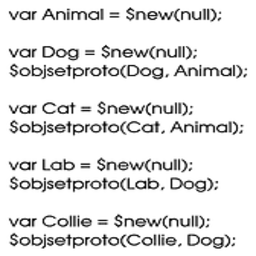 var Animal = $new(null);
var Dog = $new(null);
$objsetproto(Dog, Animal);
var Cat = $new(null);
$objsetproto(Cat, Animal);
var Lab = $new(null);
$objsetproto(Lab, Dog);
var Collie = $new(null);
$objsetproto(Collie, Dog);